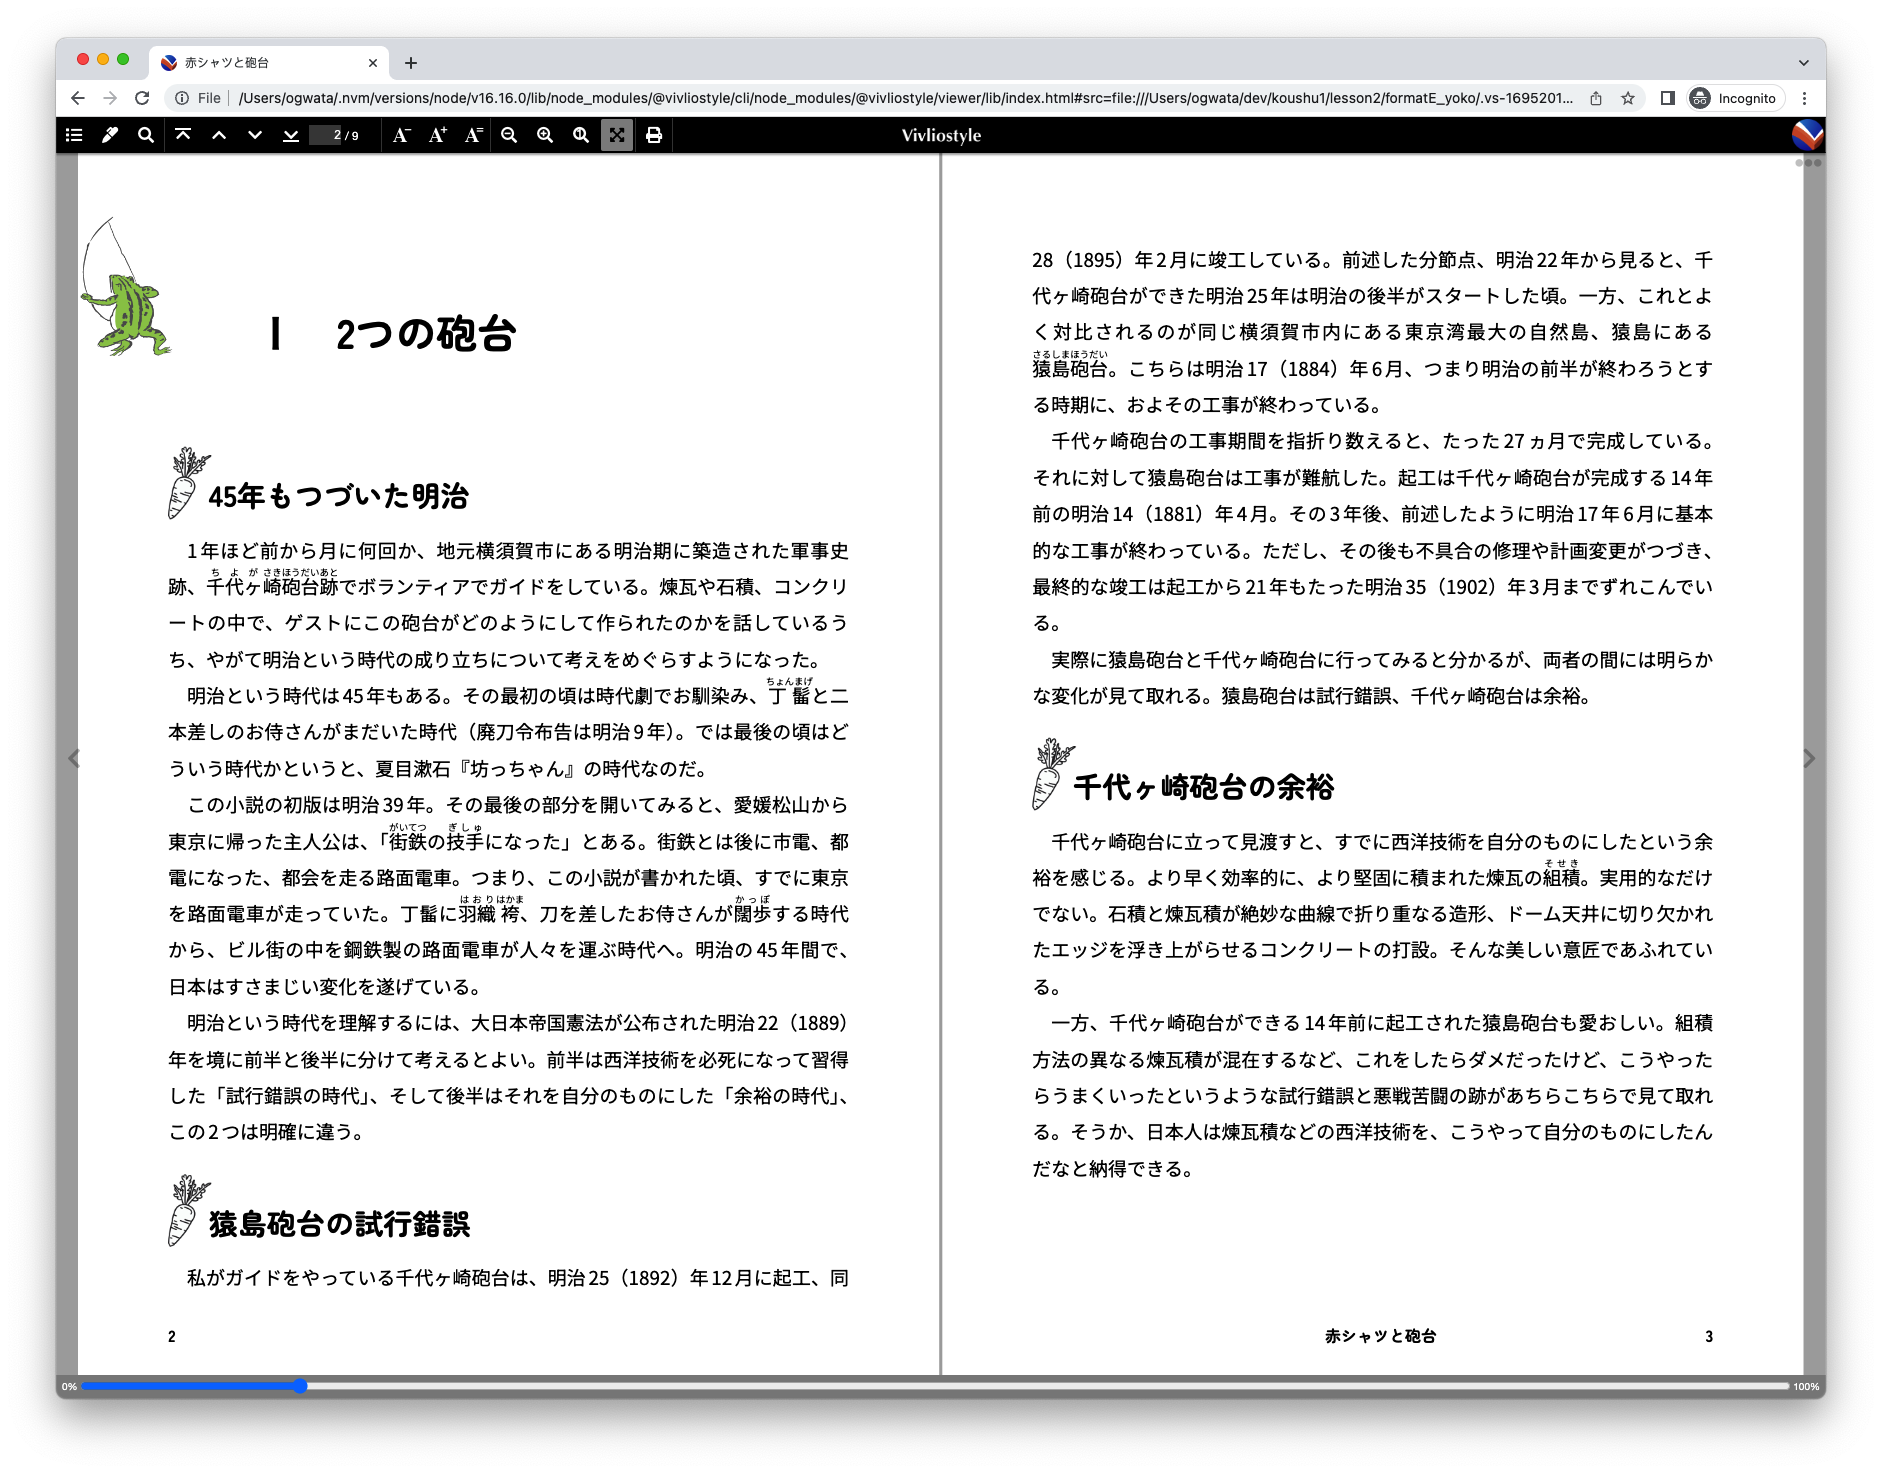 赤シャツと砲台
File
/Users/ogwata/.nvm/versions/node/v16.16.0/lib/node_modules/@vivliostyle/cli/node_modules/@vivliostyle/viewer/lib/index.html#src=file:///Users/ogwata/dev/koushu1/lesson2/formatE_yoko/.vs-1695201...
Incognito
2 / 9
A-
A+
A=
Vivliostyle
I 2つの砲台
45年もつづいた明治
1年ほど前から月に何回か、地元横須賀市にある明治期に築造された軍事史
ちよがさきほうだいあと
跡、千代ヶ崎砲台跡でボランティアでガイドをしている。煉瓦や石積、コンクリ
ートの中で、ゲストにこの砲台がどのようにして作られたのかを話しているう
ち、やがて明治という時代の成り立ちについて考えをめぐらすようになった。
ちょんまげ
明治という時代は45年もある。その最初の頃は時代劇でお馴染み、丁髷と二
本差しのお侍さんがまだいた時代（廃刀令布告は明治9年）。では最後の頃はど
ういう時代かというと、夏目漱石『坊っちゃん』の時代なのだ。
この小説の初版は明治39年。その最後の部分を開いてみると、愛媛松山から
がいてつ ぎしゅ
東京に帰った主人公は、「街鉄の技手になった」とある。街鉄とは後に市電、都
電になった、都会を走る路面電車。つまり、この小説が書かれた頃、すでに東京
はおりはかま かっぽ
を路面電車が走っていた。丁髷に羽織袴、刀を差したお侍さんが闊歩する時代
から、ビル街の中を鋼鉄製の路面電車が人々を運ぶ時代へ。明治の45年間で、
日本はすさまじい変化を遂げている。
明治という時代を理解するには、大日本帝国憲法が公布された明治22（1889）
年を境に前半と後半に分けて考えるとよい。前半は西洋技術を必死になって習得
した「試行錯誤の時代」、そして後半はそれを自分のものにした「余裕の時代」、
この2つは明確に違う。
猿島砲台の試行錯誤
私がガイドをやっている千代ヶ崎砲台は、明治25（1892）年12月に起工、同
2
28（1895）年2月に竣工している。前述した分節点、明治22年から見ると、千
代ヶ崎砲台ができた明治25年は明治の後半がスタートした頃。一方、これとよ
く対比されるのが同じ横須賀市内にある東京湾最大の自然島、猿島にある
さるしまほうだい
猿島砲台。こちらは明治17（1884）年6月、つまり明治の前半が終わろうとす
る時期に、およその工事が終わっている。
千代ヶ崎砲台の工事期間を指折り数えると、たった27ヵ月で完成している。
それに対して猿島砲台は工事が難航した。起工は千代ヶ崎砲台が完成する14年
前の明治14（1881）年4月。その3年後、前述したように明治17年6月に基本
的な工事が終わっている。ただし、その後も不具合の修理や計画変更がつづき、
最終的な竣工は起工から21年もたった明治35（1902）年3月までずれこんでい
る。
実際に猿島砲台と千代ヶ崎砲台に行ってみると分かるが、両者の間には明らか
な変化が見て取れる。猿島砲台は試行錯誤、千代ヶ崎砲台は余裕。
千代ヶ崎砲台の余裕
千代ヶ崎砲台に立って見渡すと、すでに西洋技術を自分のものにしたという余
そせき
裕を感じる。より早く効率的に、より堅固に積まれた煉瓦の組積。実用的なだけ
でない。石積と煉瓦積が絶妙な曲線で折り重なる造形、ドーム天井に切り欠かれ
たエッジを浮き上がらせるコンクリートの打設。そんな美しい意匠であふれてい
る。
一方、千代ヶ崎砲台ができる14年前に起工された猿島砲台も愛おしい。組積
方法の異なる煉瓦積が混在するなど、これをしたらダメだったけど、こうやった
らうまくいったというような試行錯誤と悪戦苦闘の跡があちらこちらで見て取れ
る。そうか、日本人は煉瓦積などの西洋技術を、こうやって自分のものにしたん
だなと納得できる。
赤シャツと砲台
3
0%
100%